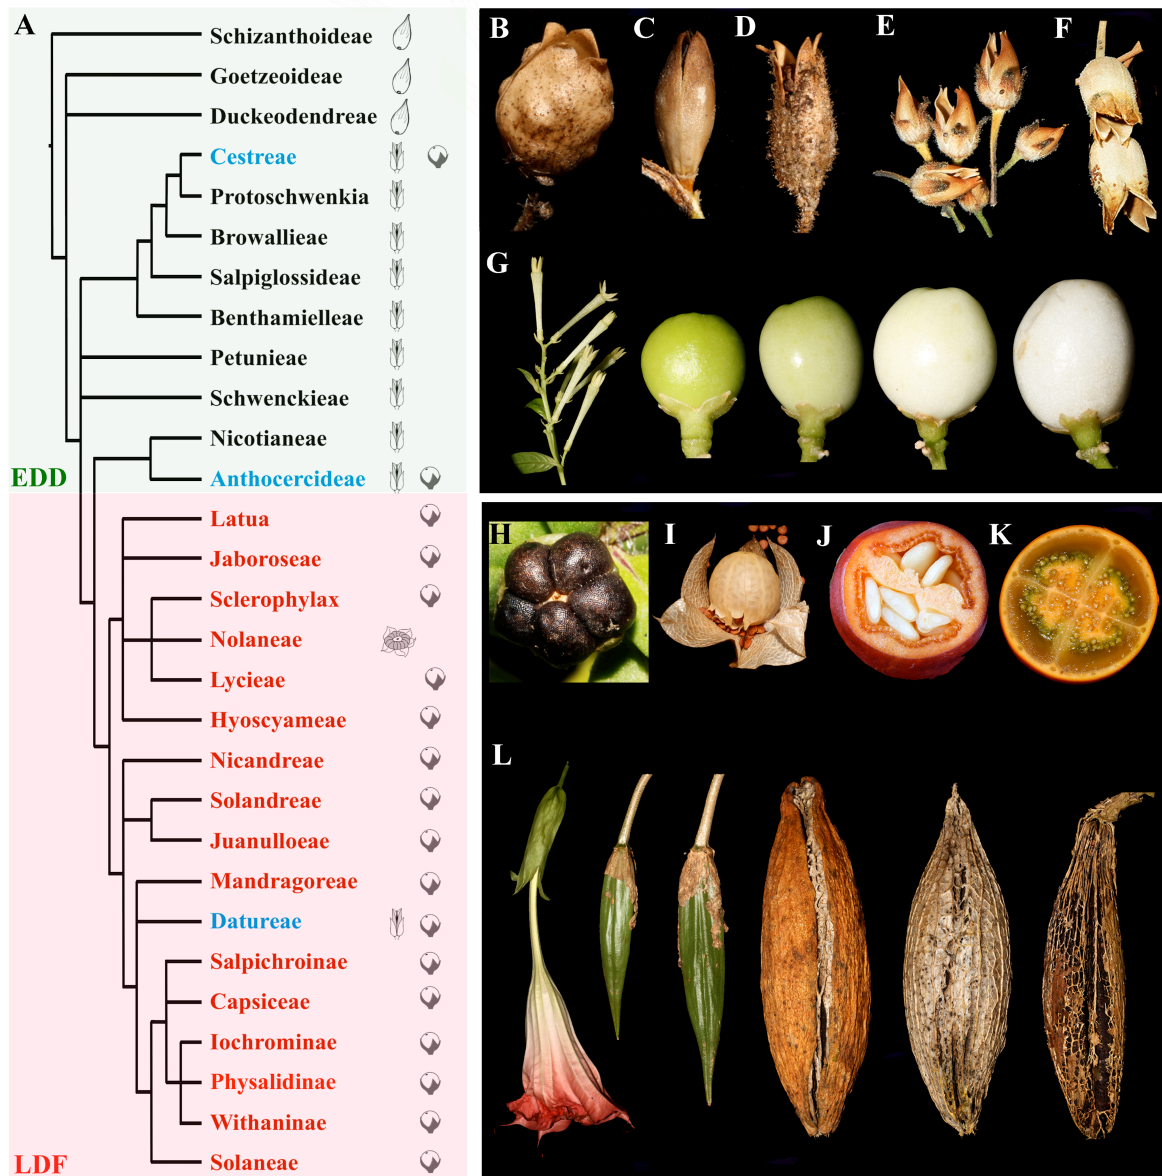 A
Schizanthoideae
Goetzeoideae
Duckeodendreae
Cestreae
Protoschwenkia
Browallieae
Salpiglossideae
Benthamielleae
Petunieae
Schwenckieae
Nicotianeae
EDD
Anthocercideae
Latua
Jaboroseae
Sclerophylax
Nolaneae
Lycieae
Hyoscyameae
Nicandreae
Solandreae
Juanulloeae
Mandragoreae
Datureae
Salpichroinae
Capsiceae
Iochrominae
Physalidinae
Withaninae
LDF
Solaneae
B
C
D
E
F
G
H
I
J
K
L